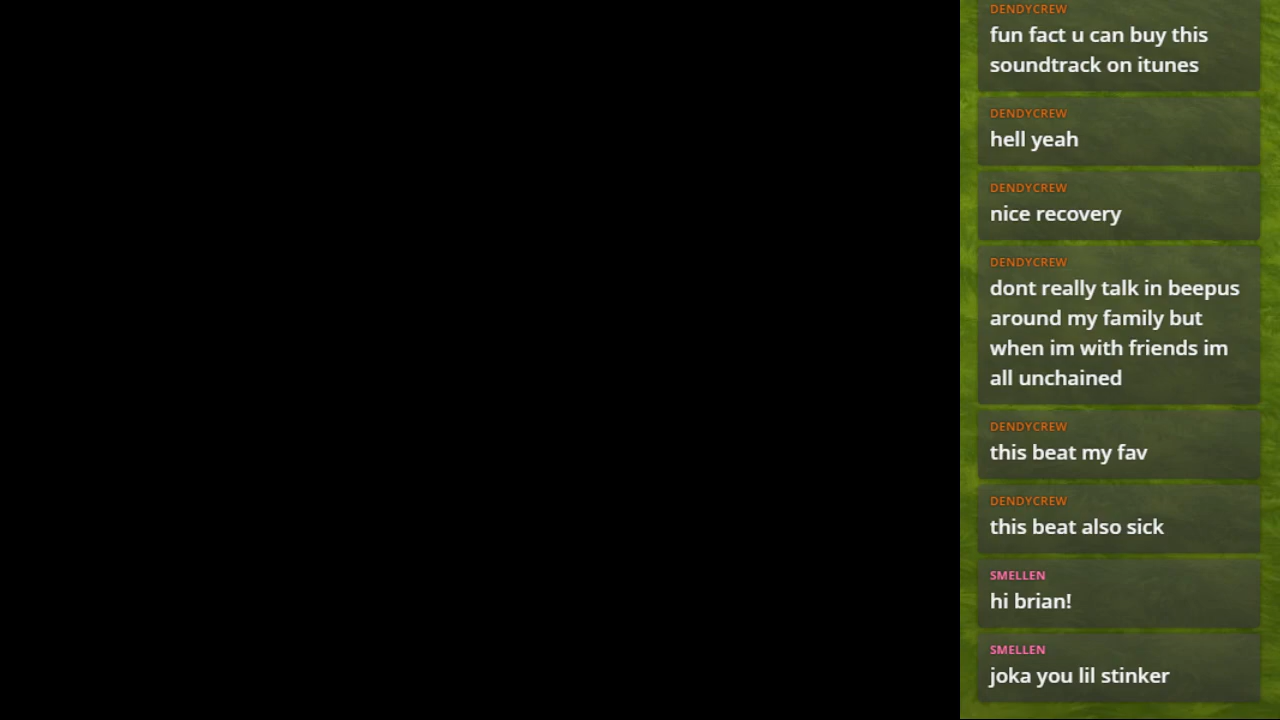 DENDYCREW
fun fact u can buy this
soundtrack on itunes
DENDYCREW
hell yeah
DENDYCREW
nice recovery
DENDYCREW
dont really talk in beepus
around my family but
when im with friends im
all unchained
DENDYCREW
this beat my fav
DENDYCREW
this beat also sick
SMELLEN
hi brian!
SMELLEN
joka you lil stinker